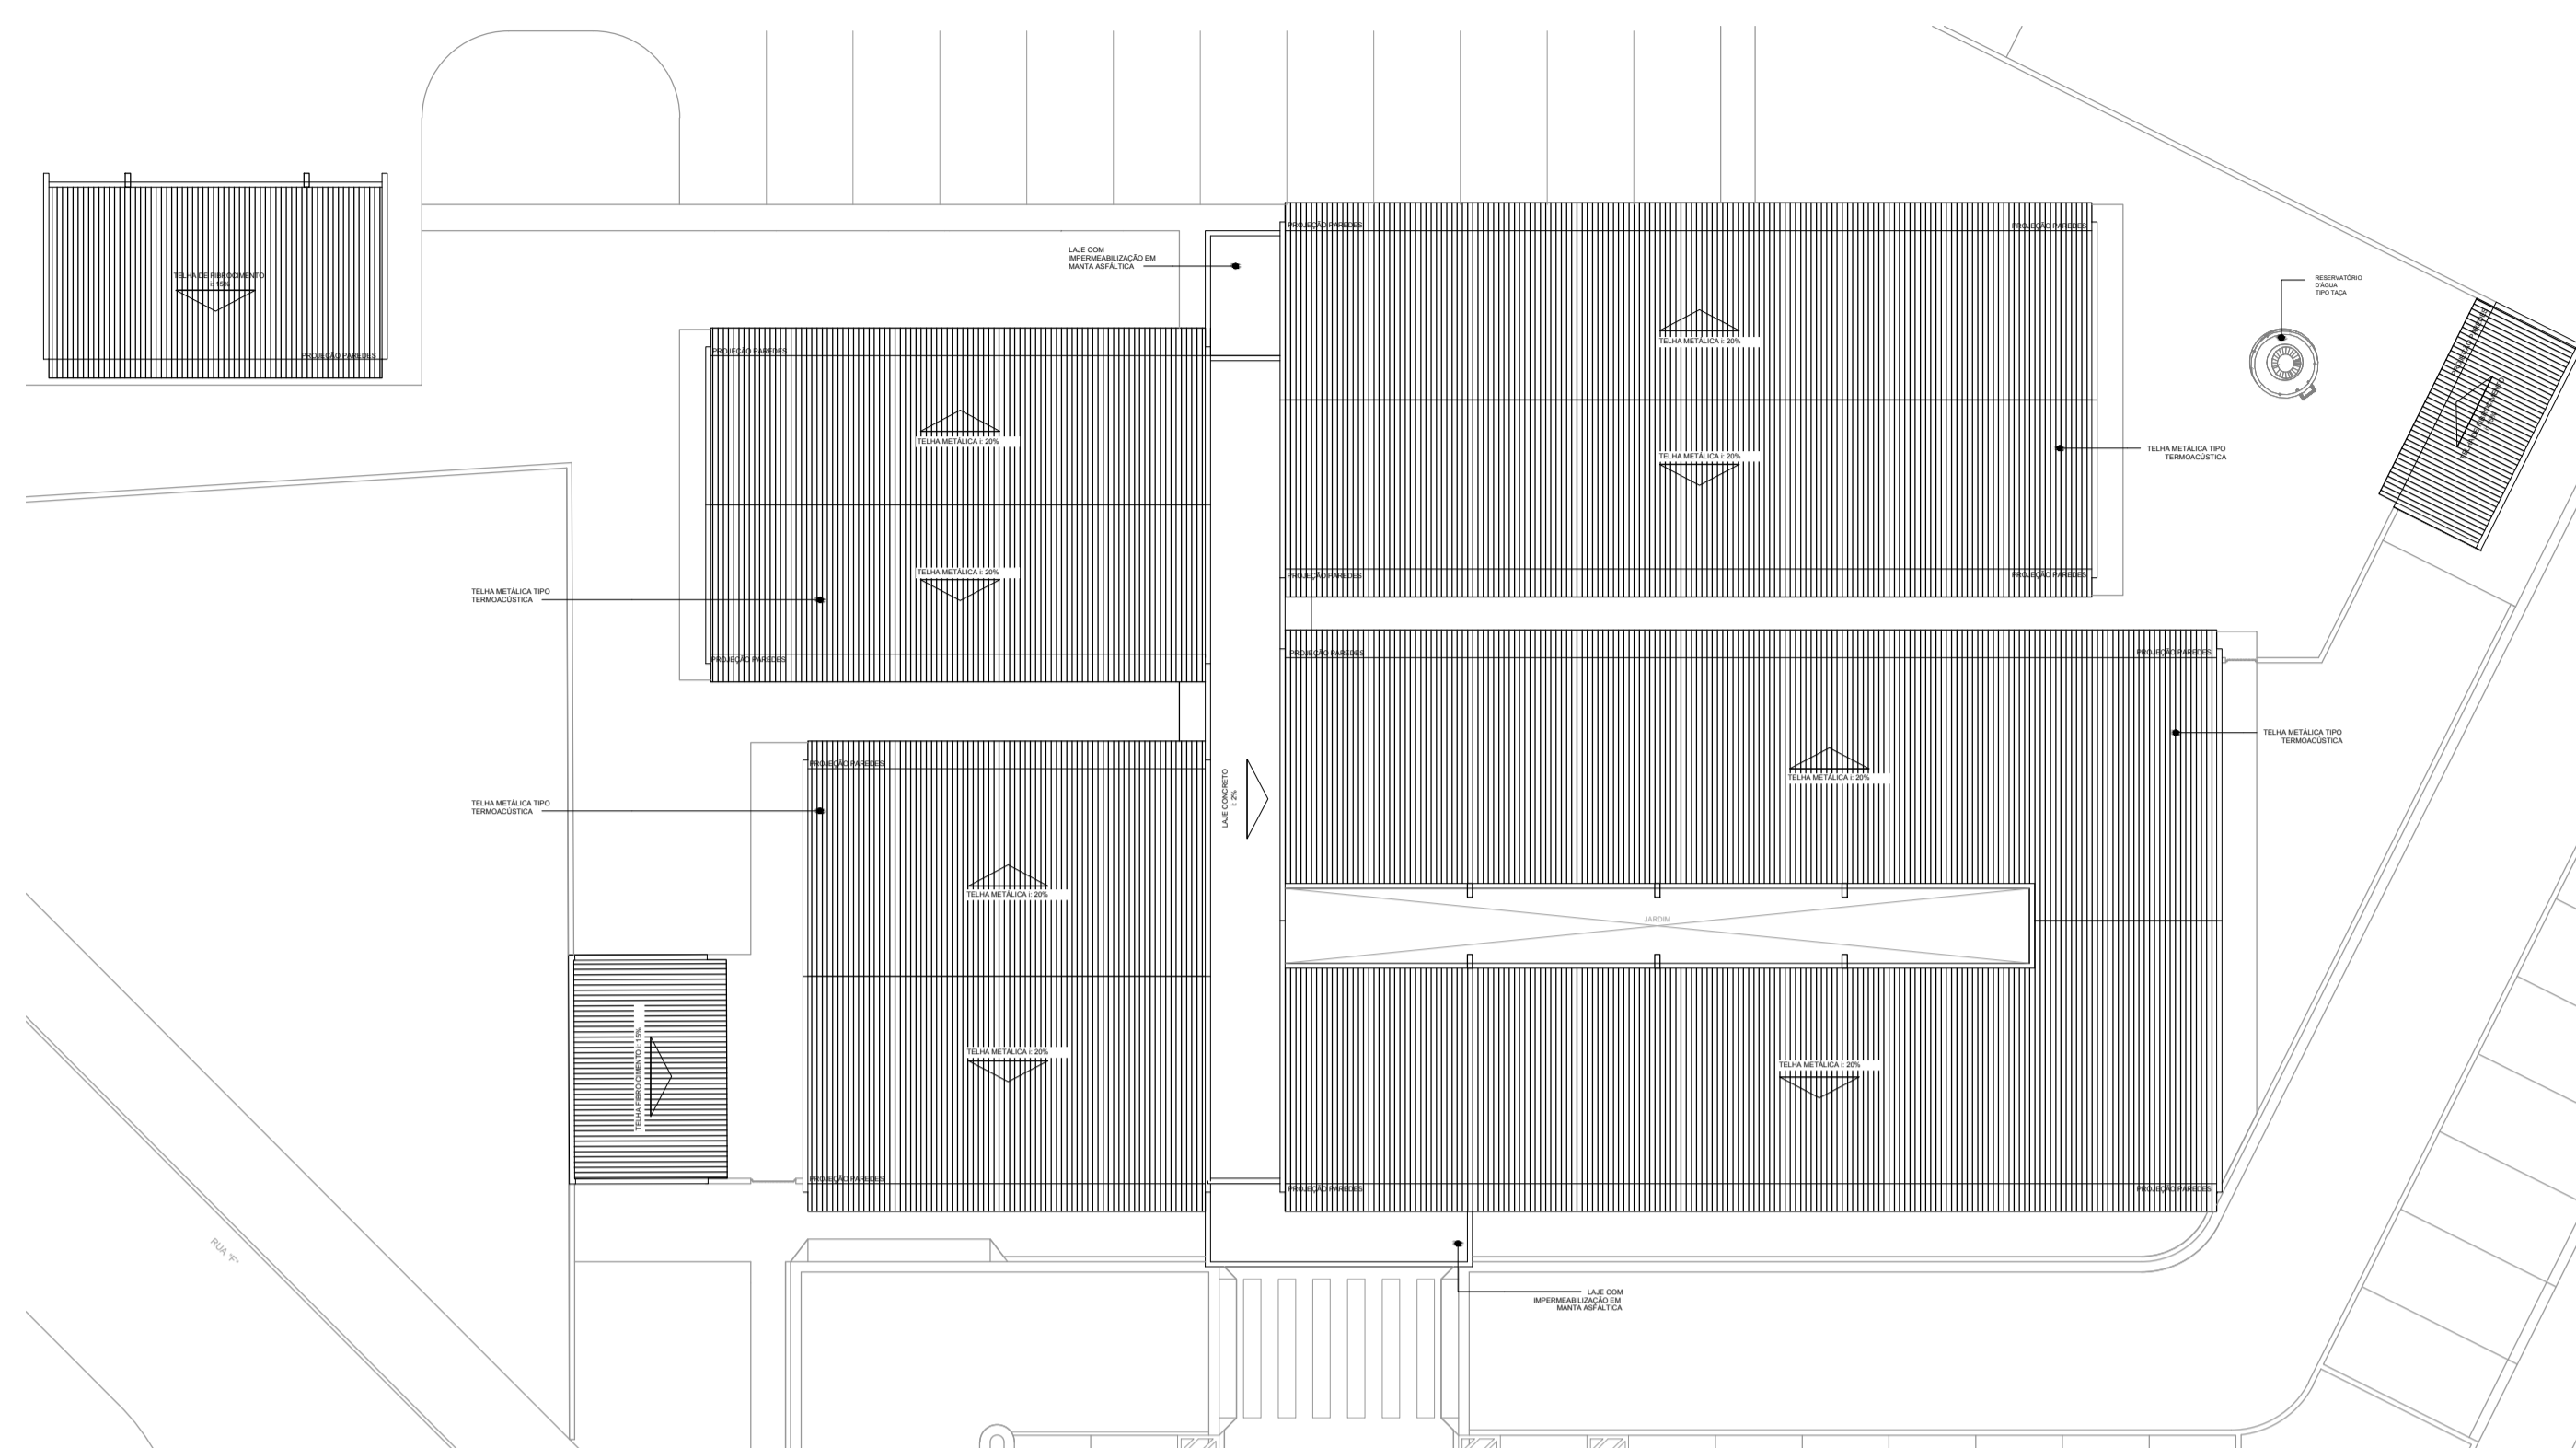 LAJE COM
IMPERMEABILIZAÇÃO EM
MANTA ASFÁLTICA
PROJEÇÃO PAREDES
PROJEÇÃO PAREDES
TELHA DE FIBROCIMENTO
i: 15%
PROJEÇÃO PAREDES
RESERVATÓRIO
D'ÁGUA
TIPO TAÇA
PROJEÇÃO PAREDES
TELHA DE FIBROCIMENTO
PROJEÇÃO PAREDES
TELHA METÁLICA i: 20%
TELHA METÁLICA i: 20%
TELHA METÁLICA i: 20%
TELHA METÁLICA TIPO
TERMOACÚSTICA
TELHA METÁLICA i: 20%
PROJEÇÃO PAREDES
PROJEÇÃO PAREDES
TELHA METÁLICA TIPO
TERMOACÚSTICA
PROJEÇÃO PAREDES
PROJEÇÃO PAREDES
PROJEÇÃO PAREDES
TELHA METÁLICA TIPO
TERMOACÚSTICA
PROJEÇÃO PAREDES
LAJE CONCRETO
i: 2%
TELHA METÁLICA i: 20%
TELHA METÁLICA TIPO
TERMOACÚSTICA
TELHA METÁLICA i: 20%
JARDIM
TELHA FIBRO CIMENTO i: 15%
TELHA METÁLICA i: 20%
TELHA METÁLICA i: 20%
PROJEÇÃO PAREDES
PROJEÇÃO PAREDES
PROJEÇÃO PAREDES
RUA "F"
LAJE COM
IMPERMEABILIZAÇÃO EM
MANTA ASFÁLTICA